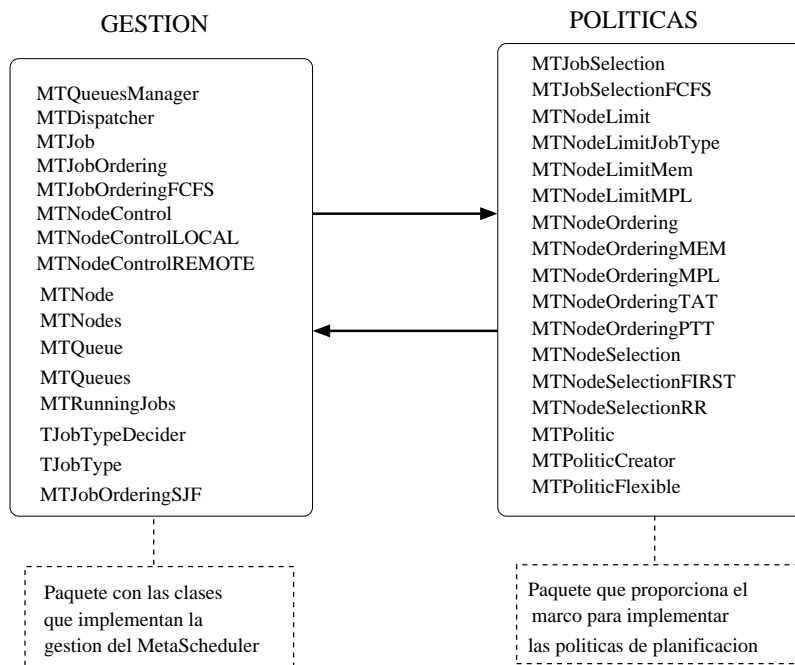 GESTION
MTQueuesManager
MTDispatcher
MTJob
MTJobOrdering
MTJobOrderingFCFS
MTNodeControl
MTNodeControlLOCAL
MTNodeControlREMOTE
MTNode
MTNodes
MTQueue
MTQueues
MTRunningJobs
TJobTypeDecider
TJobType
MTJobOrderingSJF
Paquete con las clases
que implementan la
gestion del MetaScheduler
POLITICAS
MTJobSelection
MTJobSelectionFCFS
MTNodeLimit
MTNodeLimitJobType
MTNodeLimitMem
MTNodeLimitMPL
MTNodeOrdering
MTNodeOrderingMEM
MTNodeOrderingMPL
MTNodeOrderingTAT
MTNodeOrderingPTT
MTNodeSelection
MTNodeSelectionFIRST
MTNodeSelectionRR
MTPolitic
MTPoliticCreator
MTPoliticFlexible
Paquete que proporciona el
marco para implementar
las politicas de planificacion